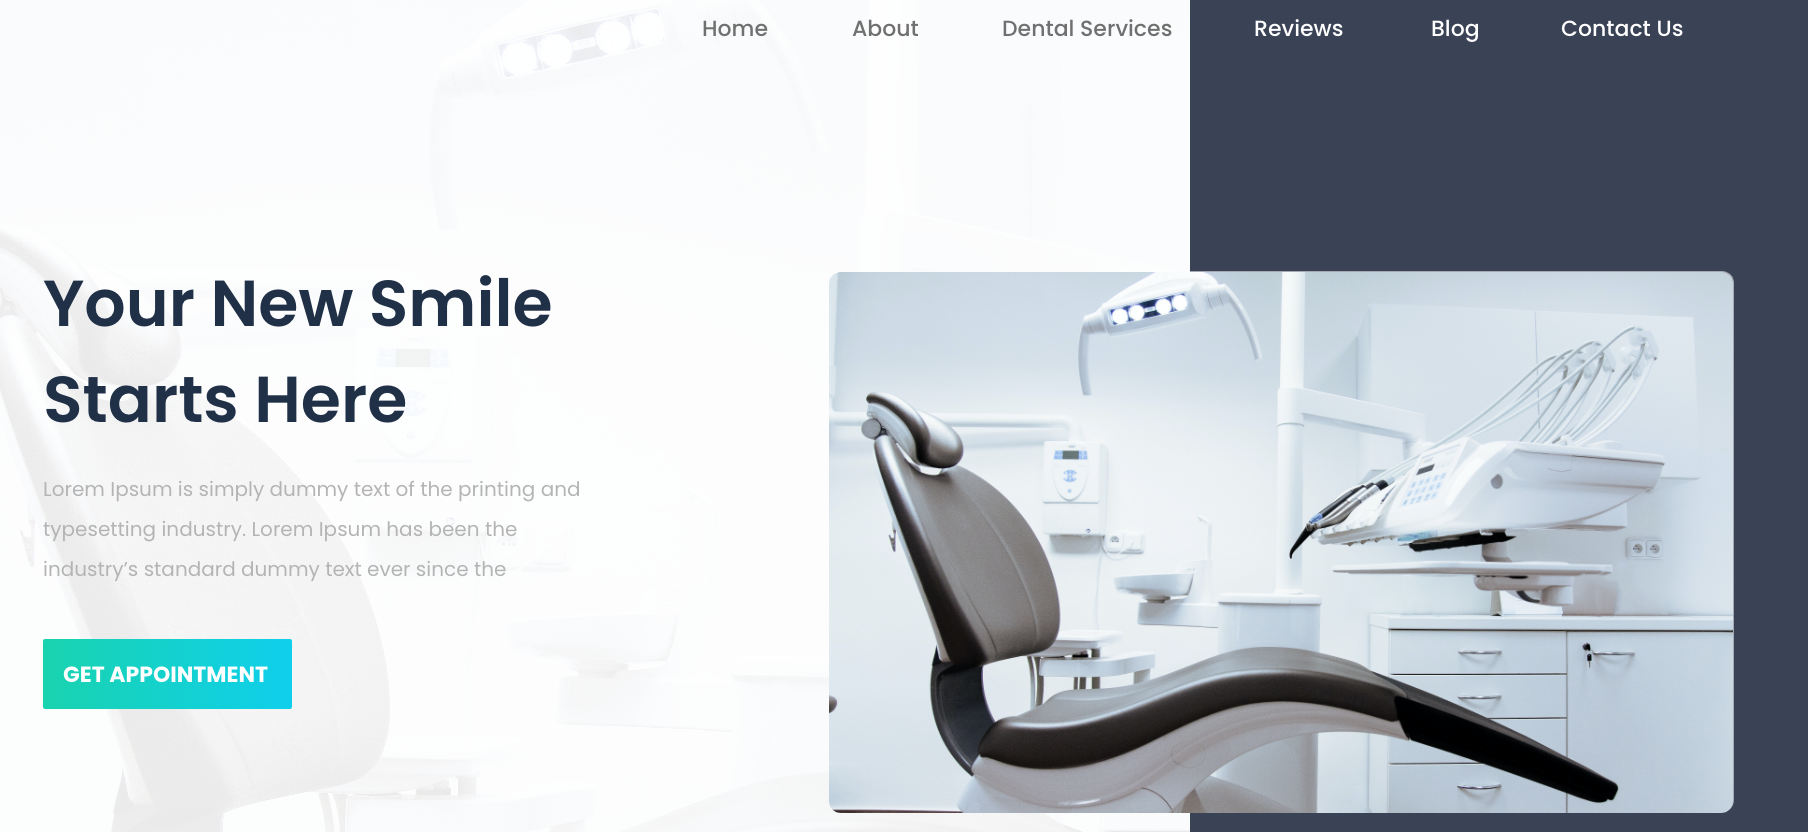 Home About Dental Services Reviews Blog Contact Us
Your New Smile
Starts Here
Lorem Ipsum is simply dummy text of the printing and
typesetting industry. Lorem Ipsum has been the
industry’s standard dummy text ever since the
GET APPOINTMENT